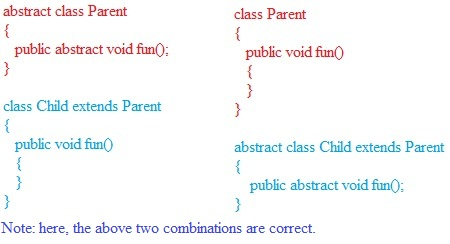 abstract class Parent
{
public abstract void fun();
}
class Child extends Parent
{
public void fun()
{
}
}
class Parent
{
public void fun()
{
}
}
abstract class Child extends Parent
{
public abstract void fun();
}
Note: here, the above two combinations are correct.